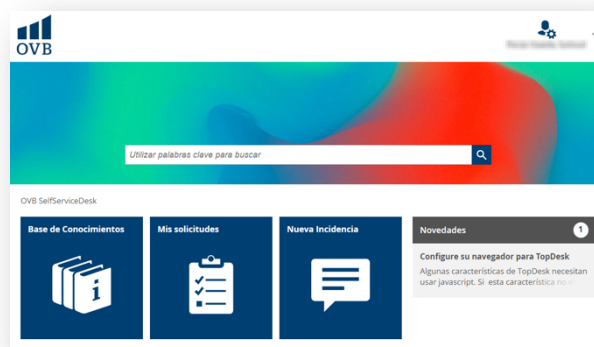 OVB
Utilizar palabras clave para buscar
OVB SelfServiceDesk
Base de Conocimientos
Mis solicitudes
Nueva Incidencia
Novedades
1
Configure su navegador para TopDesk
Algunas características de TopDesk necesitan
usar javascript. Si esta característica no